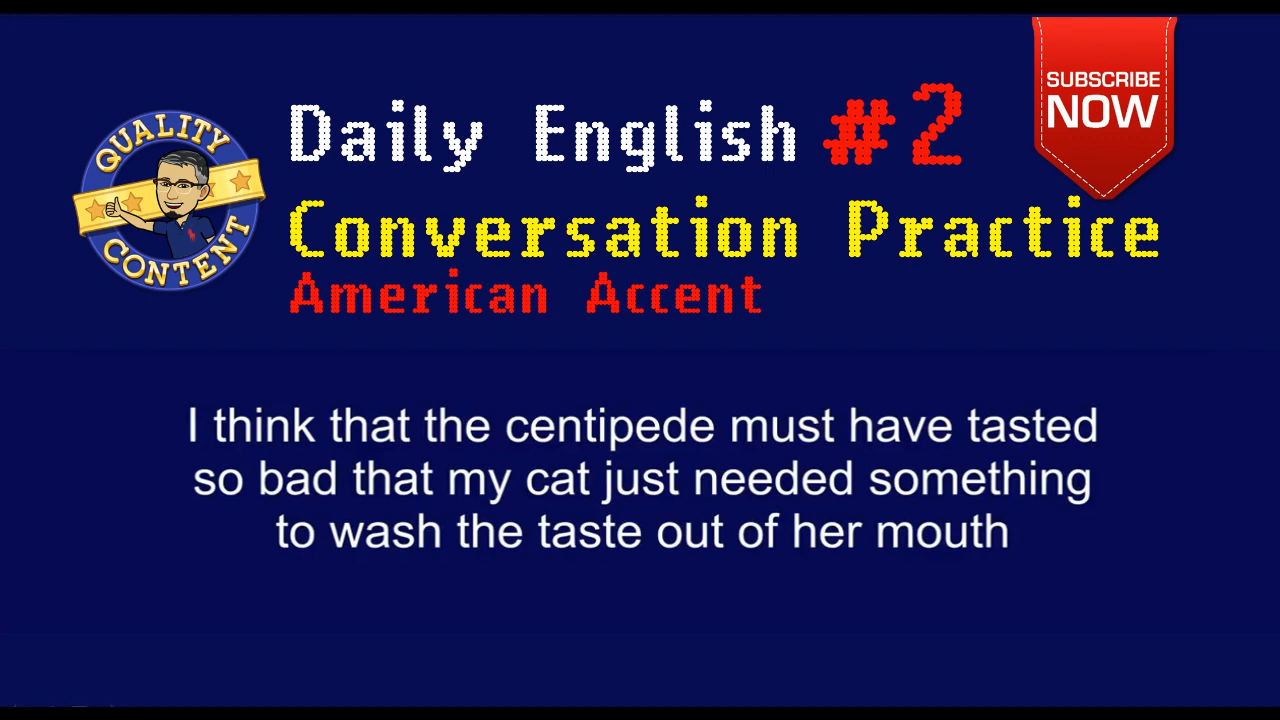 QUALITY
CONTENT
Daily English #2
Conversation Practice
American Accent
SUBSCRIBE
NOW
I think that the centipede must have tasted
so bad that my cat just needed something
to wash the taste out of her mouth